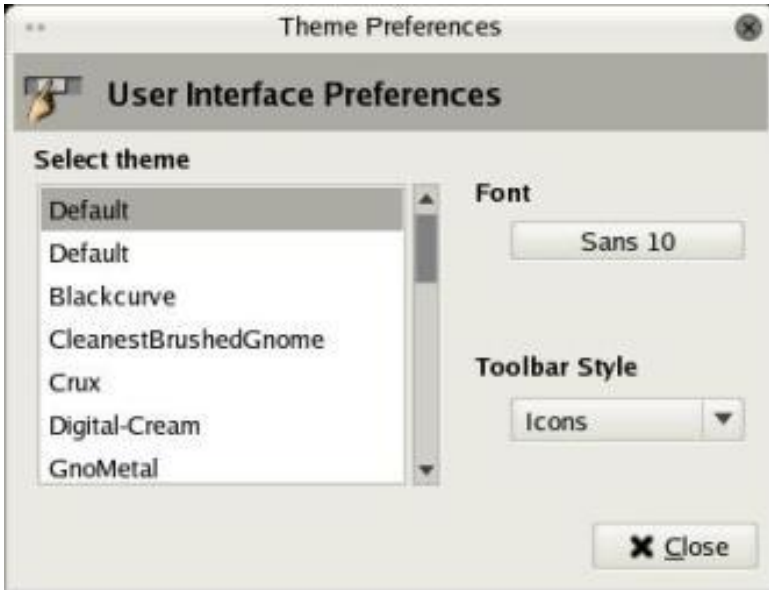 Theme Preferences
User Interface Preferences
Select theme
Default
Default
Blackcurve
CleanestBrushedGnome
Crux
Digital-Cream
GnoMetal
Font
Sans 10
Toolbar Style
Icons
Close